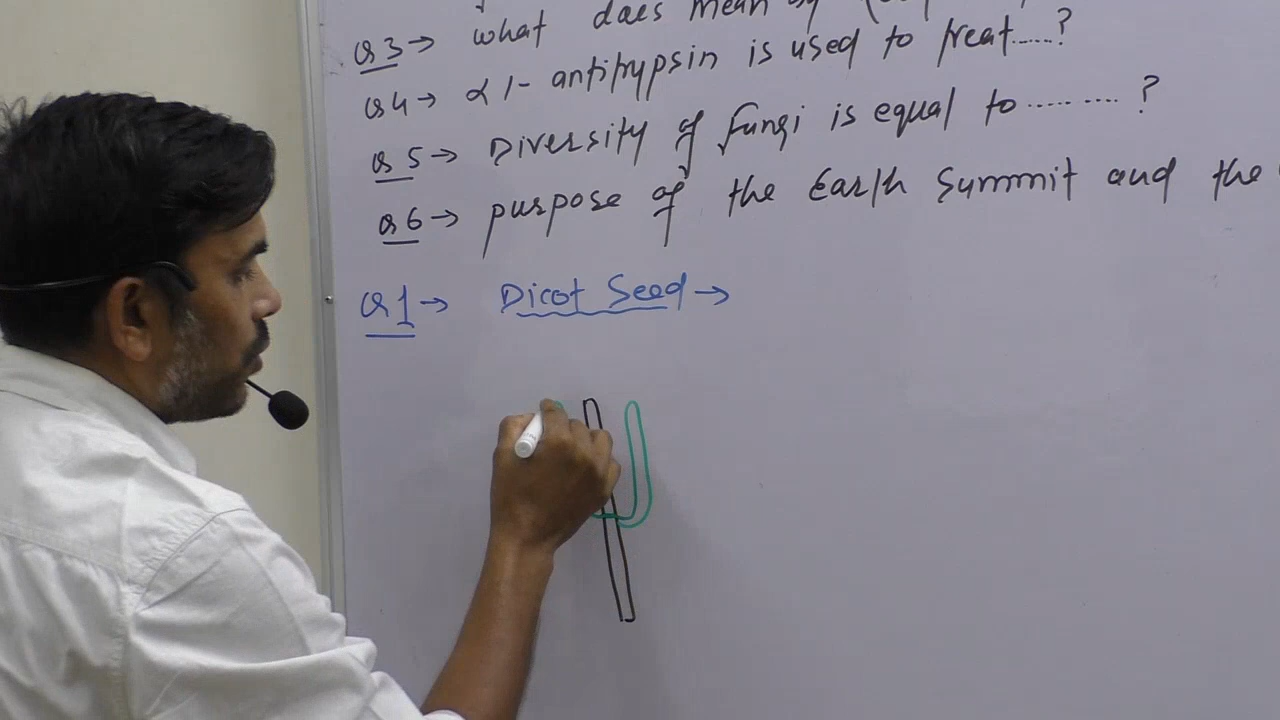 Q3→ what does mean by
Q4→ α1- antitrypsin is used to treat.....?
Q5→ Diversity of fungi is equal to.........?
Q6→ purpose of the Earth Summit and the
Q1→ Dicot Seed→